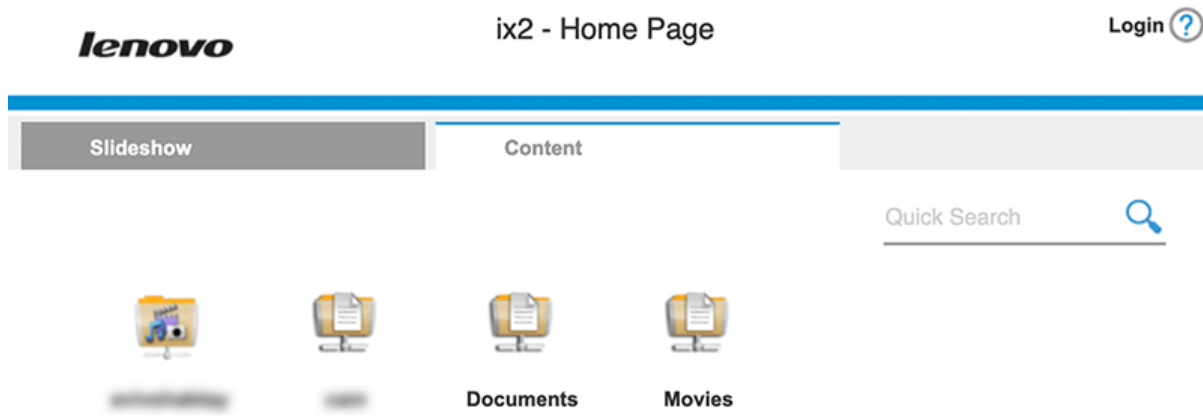 lenovo
ix2 - Home Page
Login ?
Slideshow
Content
Quick Search
Documents
Movies